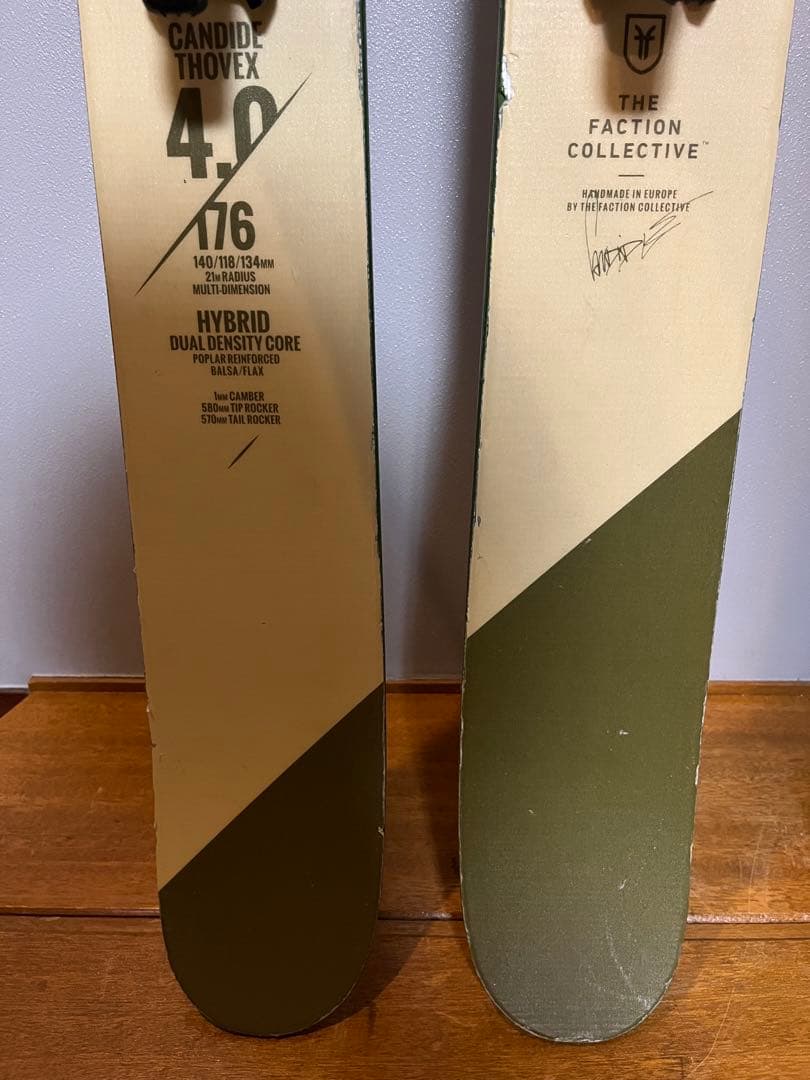 CANDIDE
THOVEX
4.0
176
140/118/134MM
21M RADIUS
MULTI-DIMENSION
HYBRID
DUAL DENSITY CORE
POPLAR REINFORCED
BALSA/FLAX
1MM CAMBER
580MM TIP ROCKER
570MM TAIL ROCKER
THE
FACTION
COLLECTIVE™
HANDMADE IN EUROPE
BY THE FACTION COLLECTIVE